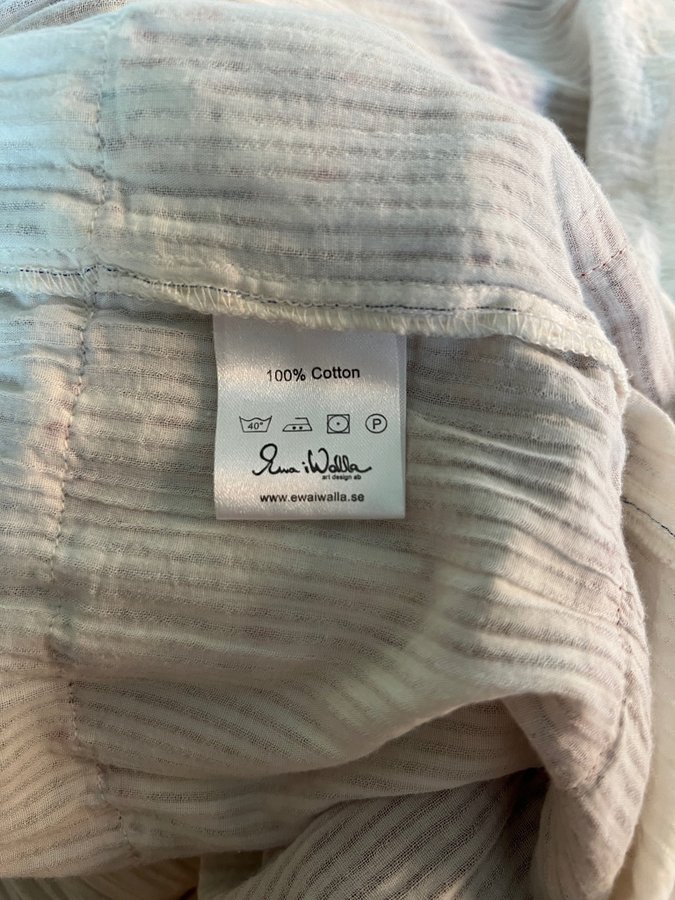 100% Cotton
40° P
Ewa i Walla
art design ab
www.ewaiwalla.se